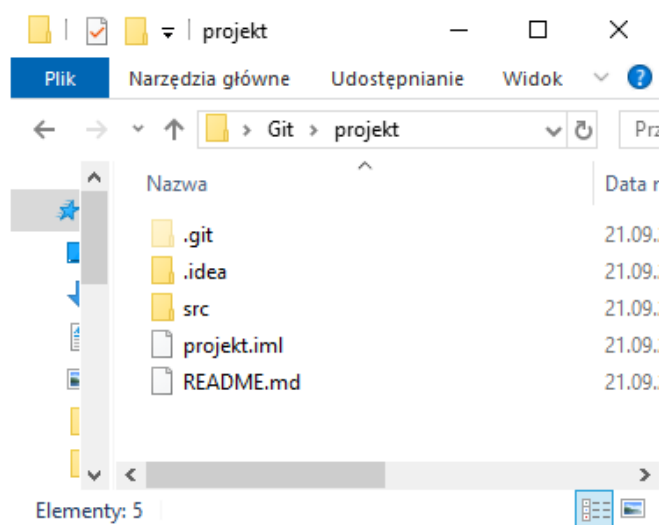 projekt
Plik Narzędzia główne Udostępnianie Widok
Git projekt
Nazwa
.git 21.09.
.idea 21.09.
src 21.09.
projekt.iml 21.09.
README.md 21.09.
Elementy: 5